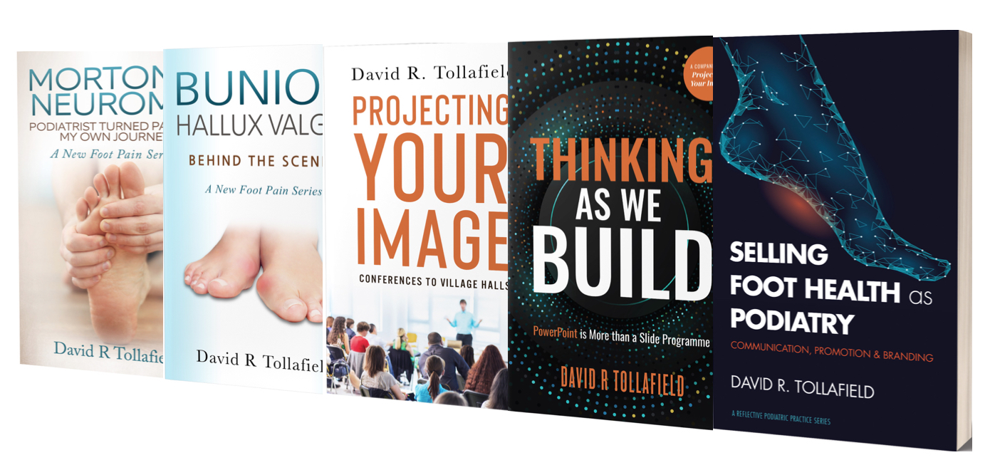 MORTON
NEUROM
PODIATRIST TURNED PA
MY OWN JOURNE
A New Foot Pain Ser
David R Tollafie
BUNIO
HALLUX VALG
BEHIND THE SCEN
A New Foot Pain Series
David R Tollafiel
David R. Tollafield
PROJECTING
YOUR
IMAGE
CONFERENCES TO VILLAGE HALLS
A COMPAN
Projec
Your Im
THINKING
AS WE
BUILD
PowerPoint is More than a Slide Programme
DAVID R TOLLAFIELD
SELLING
FOOT HEALTH as
PODIATRY
COMMUNICATION, PROMOTION & BRANDING
DAVID R. TOLLAFIELD
A REFLECTIVE PODIATRIC PRACTICE SERIES